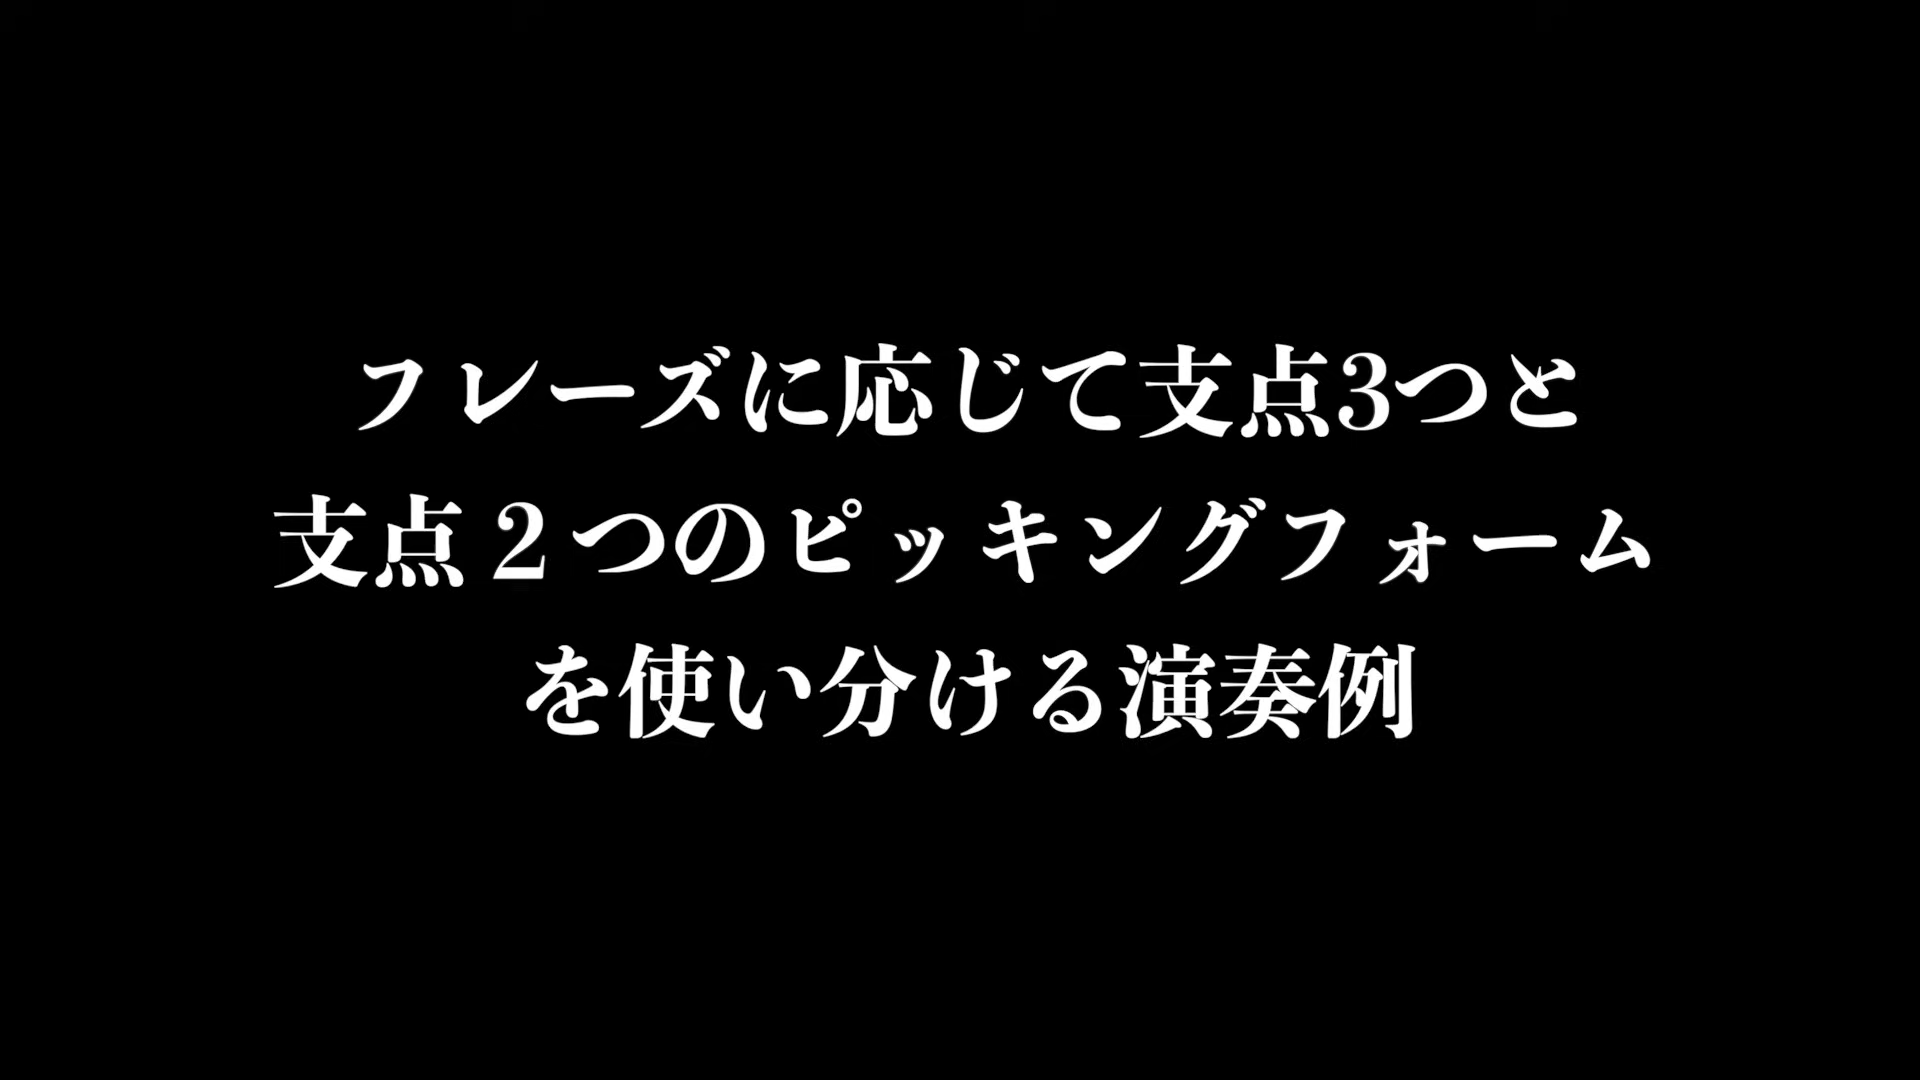 フレーズに応じて支点3つと
支点２つのピッキングフォーム
を使い分ける演奏例